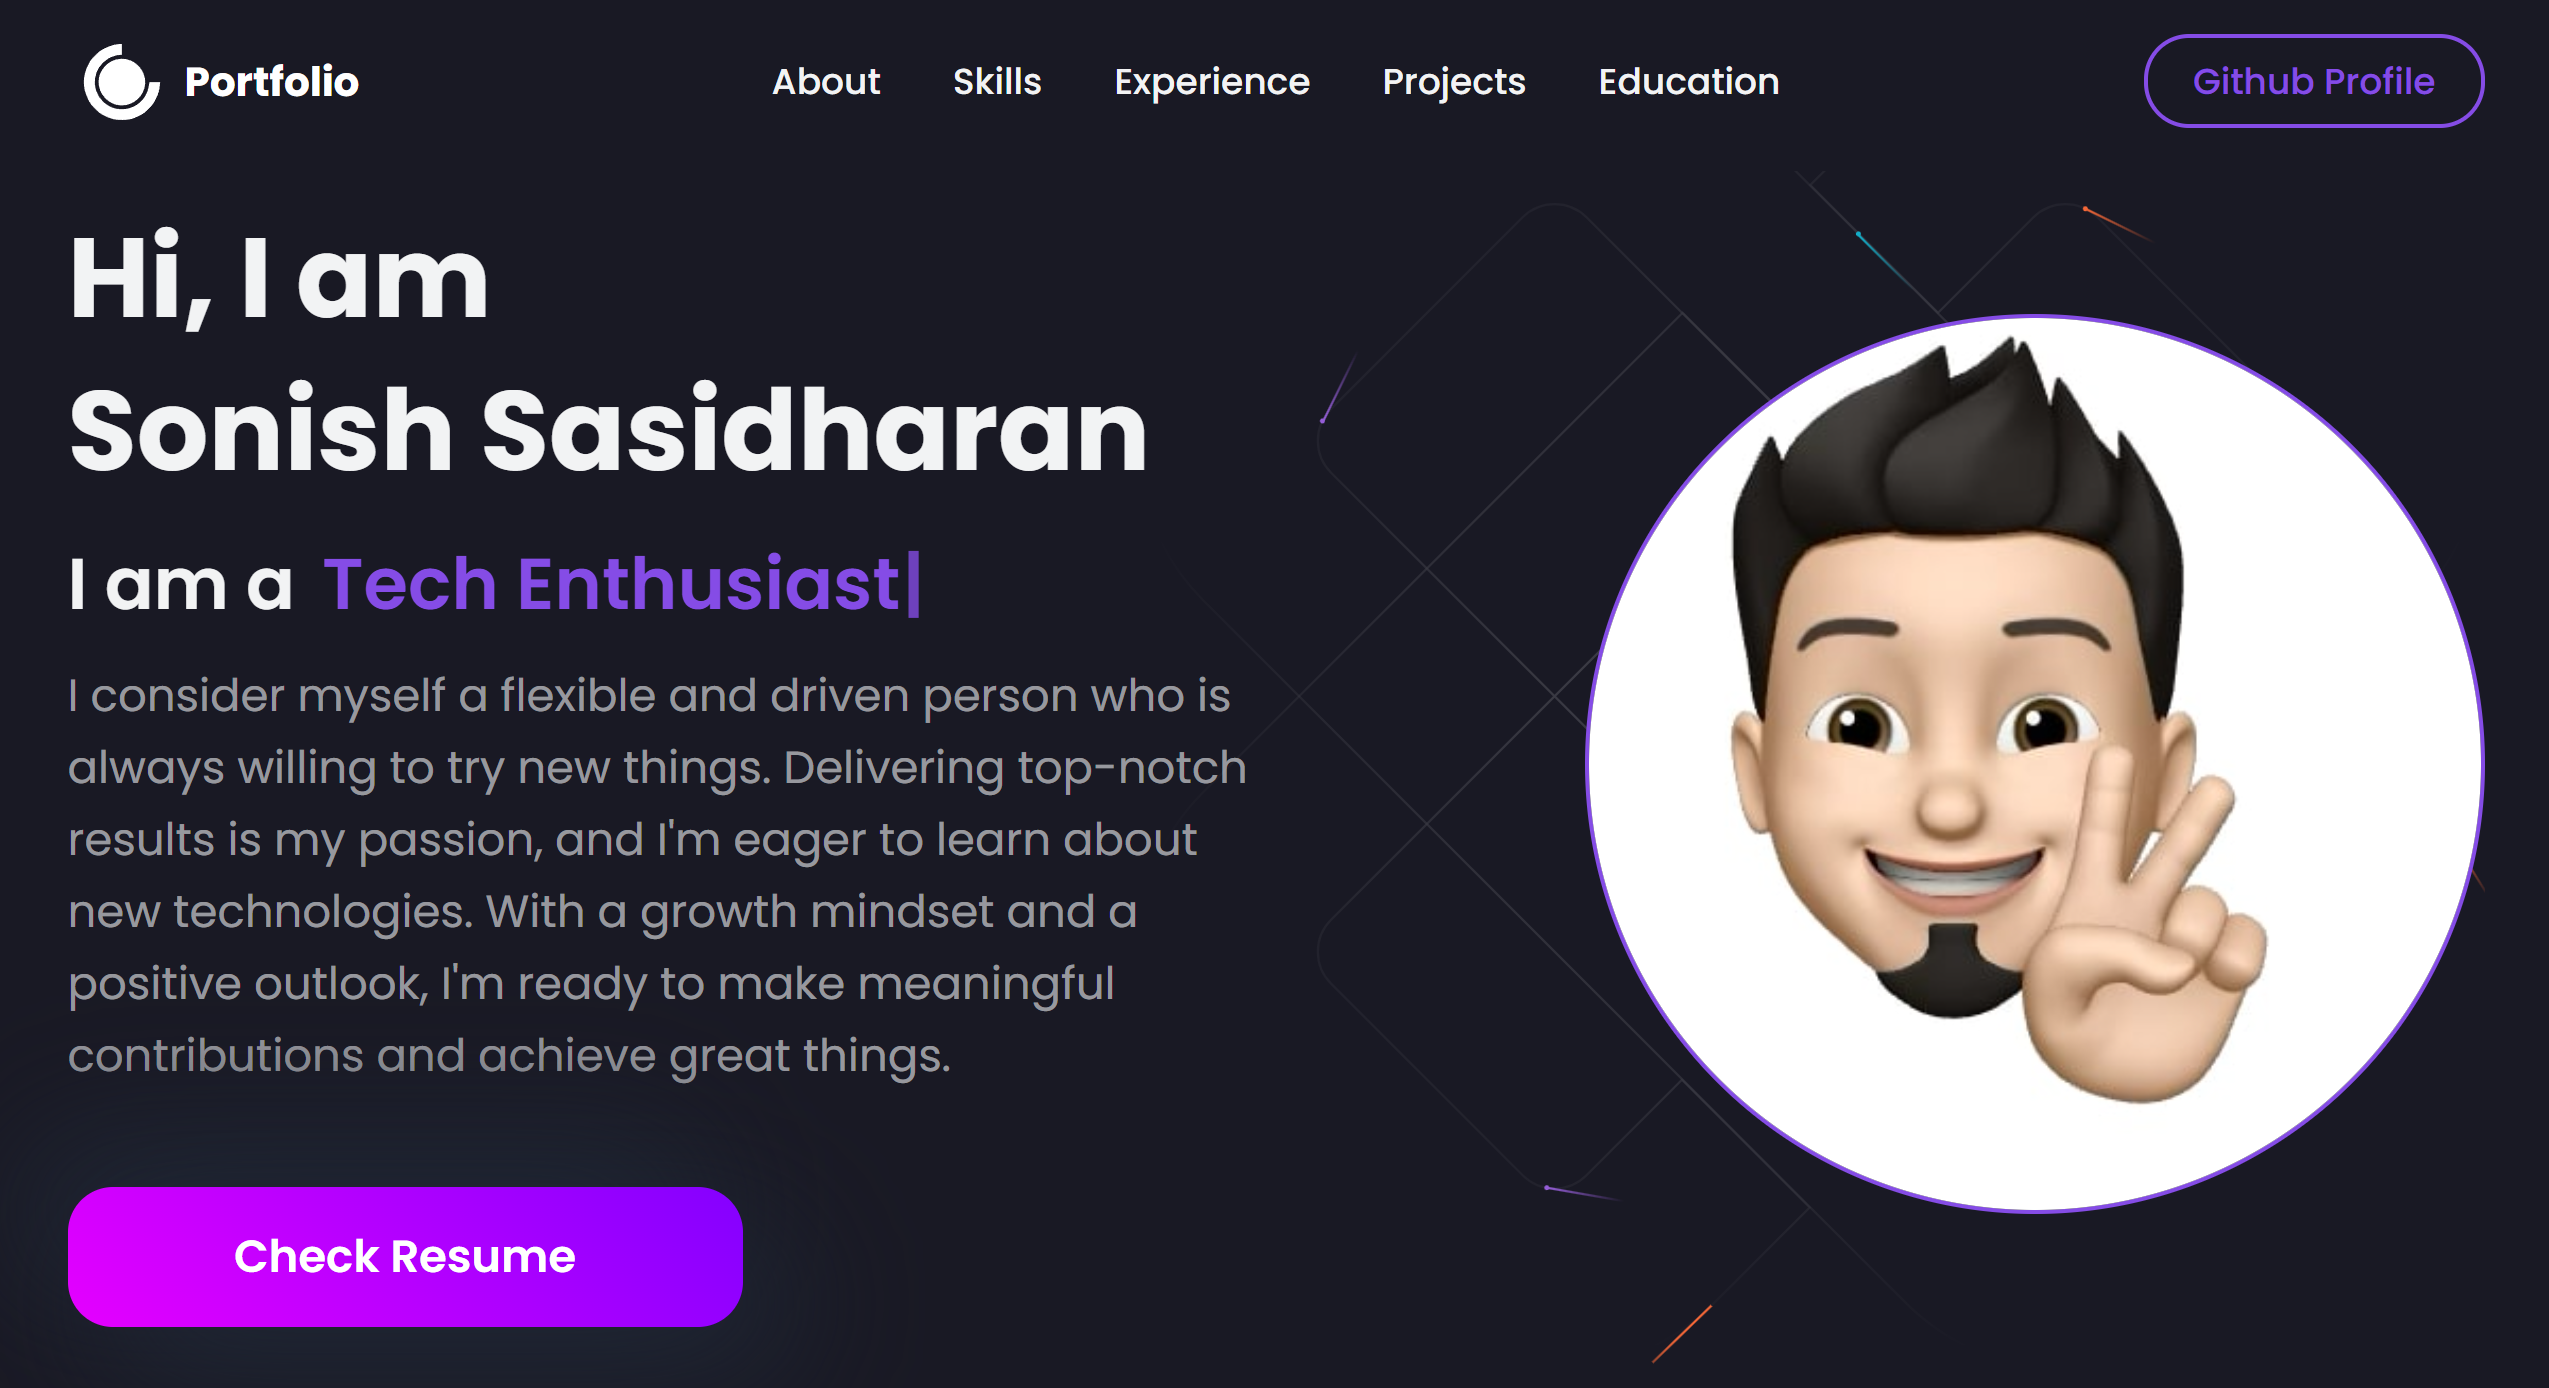 Portfolio
About
Skills
Experience
Projects
Education
Github Profile
Hi, I am
Sonish Sasidharan
I am a Tech Enthusiast|
I consider myself a flexible and driven person who is
always willing to try new things. Delivering top-notch
results is my passion, and I'm eager to learn about
new technologies. With a growth mindset and a
positive outlook, I'm ready to make meaningful
contributions and achieve great things.
Check Resume